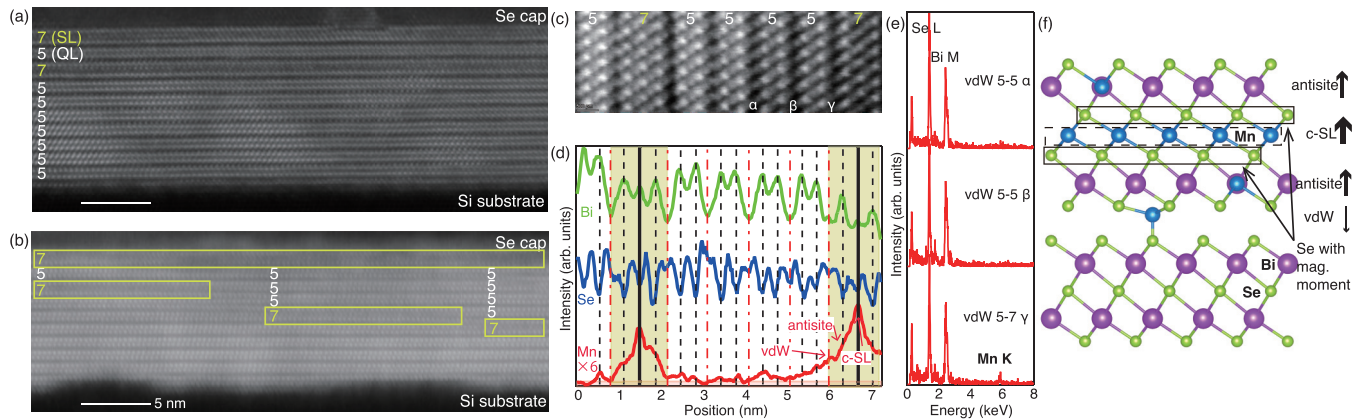 (a)
Se cap
7 (SL)
5 (QL)
7
5
5
5
5
5
5
5
Si substrate
(b)
Se cap
7
5
7
5
5
5
5
7
5
5
5
5
7
5
5 nm
Si substrate
(c)
5 7 5 5 5 5 7
α β γ
(d)
Intensity (arb. units)
Bi
Se
Mn
×6
vdW
antisite
c-SL
0 1 2 3 4 5 6 7
Position (nm)
(e)
Intensity (arb. units)
Se L
Bi M
vdW 5-5 α
vdW 5-5 β
vdW 5-7 γ
Mn K
0 2 4 6 8
Energy (keV)
(f)
antisite
c-SL
Mn
antisite
vdW
Se with
mag.
moment
Bi
Se